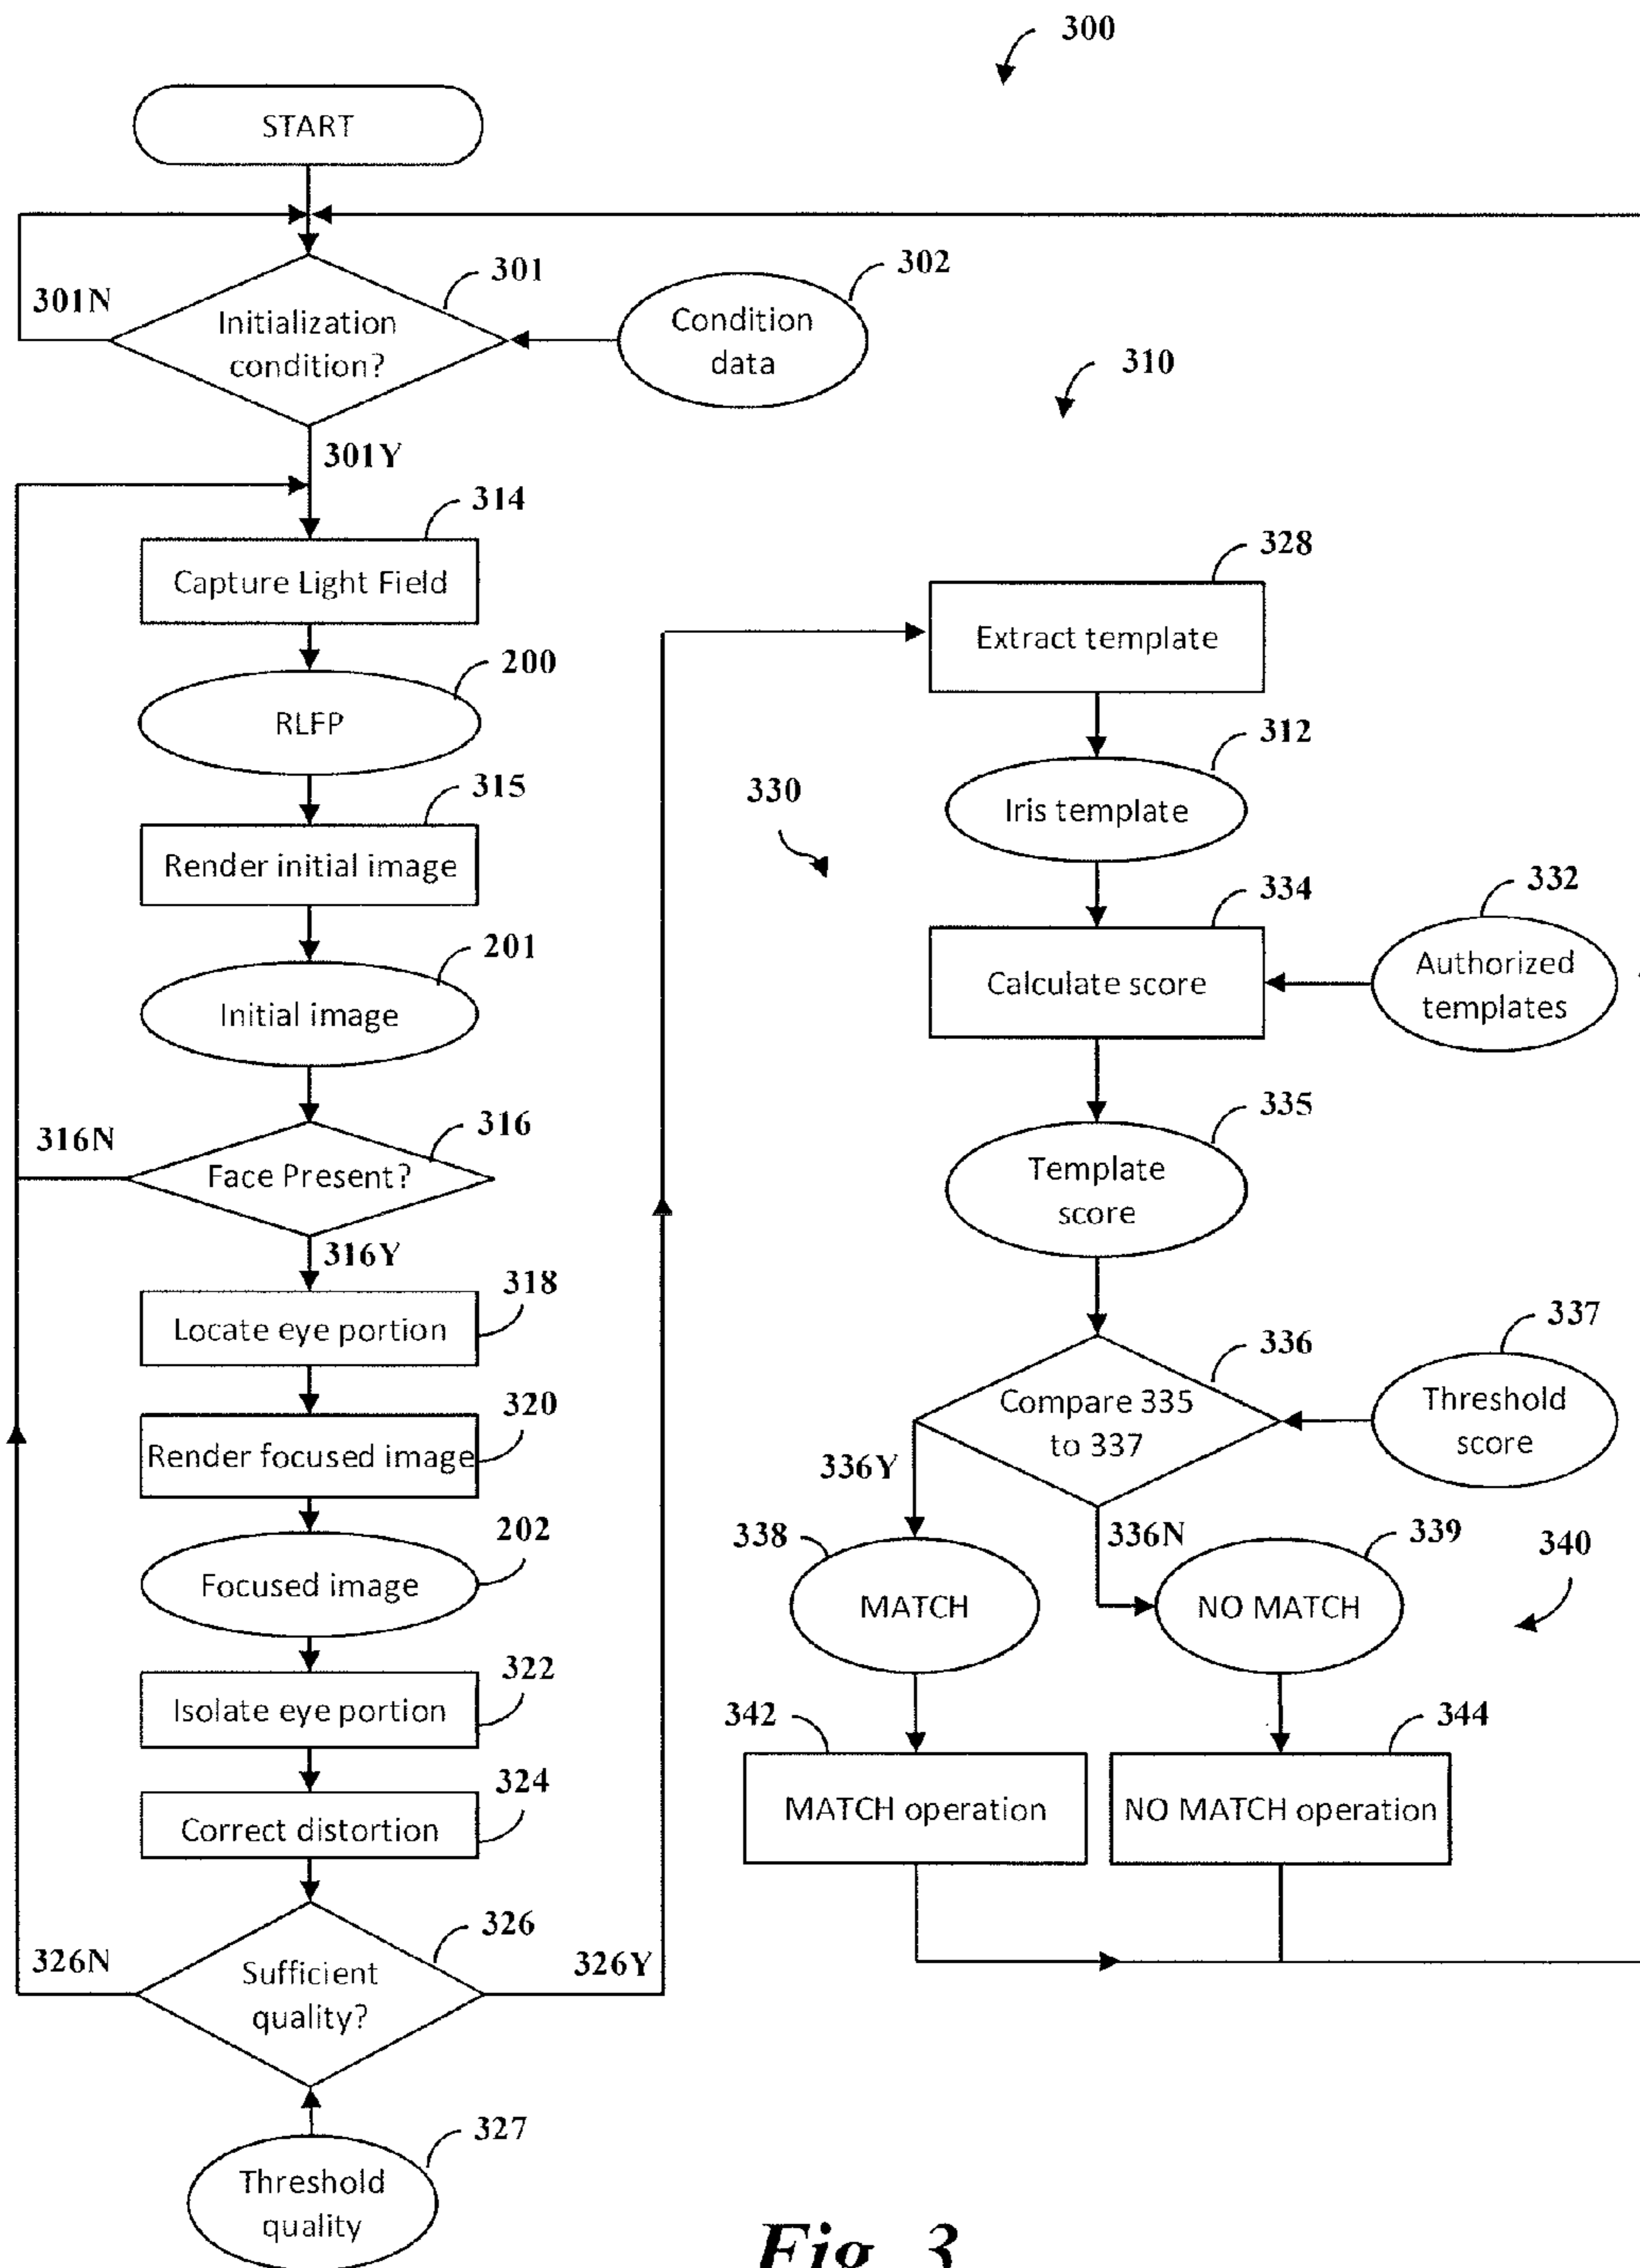 300
START
301
302
301N
Initialization
condition?
Condition
data
310
301Y
314
Capture Light Field
328
Extract template
200
RLFP
312
Iris template
315
Render initial image
330
334
332
Calculate score
Authorized
templates
201
Initial image
335
Template
score
316N
316
Face Present?
316Y
318
Locate eye portion
337
336
Compare 335
to 337
Threshold
score
320
Render focused image
336Y
336N
202
Focused image
338
MATCH
339
NO MATCH
340
322
Isolate eye portion
342
MATCH operation
344
NO MATCH operation
324
Correct distortion
326
326N
326Y
Sufficient
quality?
327
Threshold
quality
Fig. 3